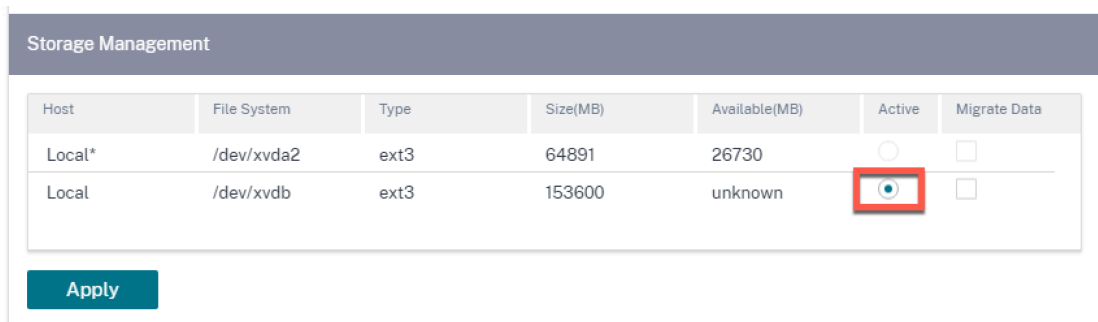 Storage Management
Host File System Type Size(MB) Available(MB) Active Migrate Data
Local* /dev/xvda2 ext3 64891 26730
Local /dev/xvdb ext3 153600 unknown
Apply